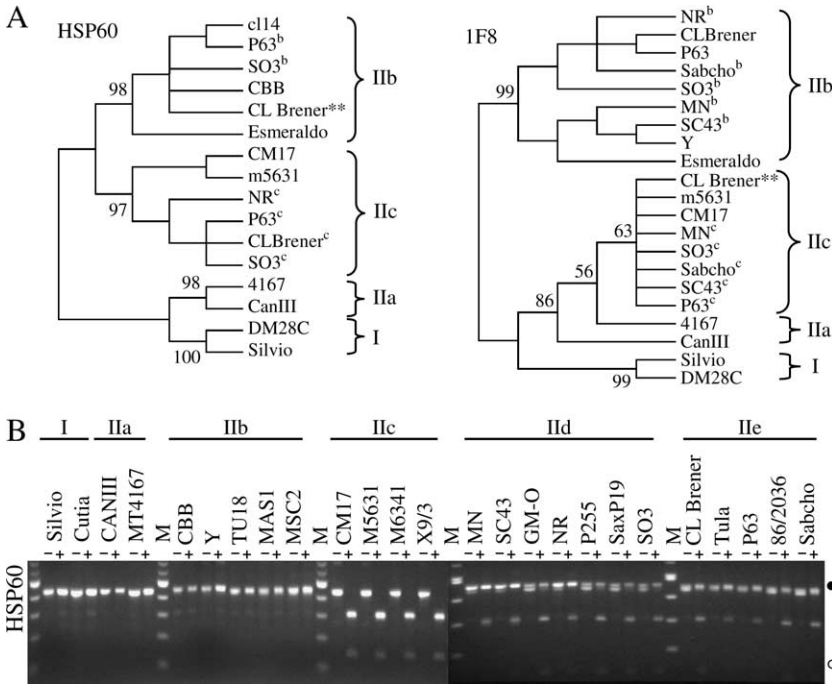 A
HSP60
cl14
P63b
SO3b
CBB
CL Brener**
Esmeraldo
98
IIb
CM17
m5631
NRc
P63c
CLBrenerc
SO3c
97
IIc
4167
CanIII
98
IIa
DM28C
Silvio
100
I
1F8
NRb
CLBrener
P63
Sabchob
SO3b
MNb
SC43b
Y
Esmeraldo
99
IIb
CL Brener**
m5631
CM17
MNc
SO3c
Sabchoc
SC43c
P63c
63
IIc
56
86
4167
CanIII
IIa
Silvio
DM28C
99
I
B
I IIa IIb IIc IId IIe
Silvio Cutia CANIII MT4167 M CBB Y TU18 MAS1 MSC2 M CM17 M5631 M6341 X9/3 M MN SC43 GM-O NR P255 SaxP19 SO3 M CL Brener Tula P63 86/2036 Sabcho
− + − + − + − + − + − + − + − + − + − + − + − + − + − + − + − + − + − + − + − + − + − + − + − + − +
HSP60